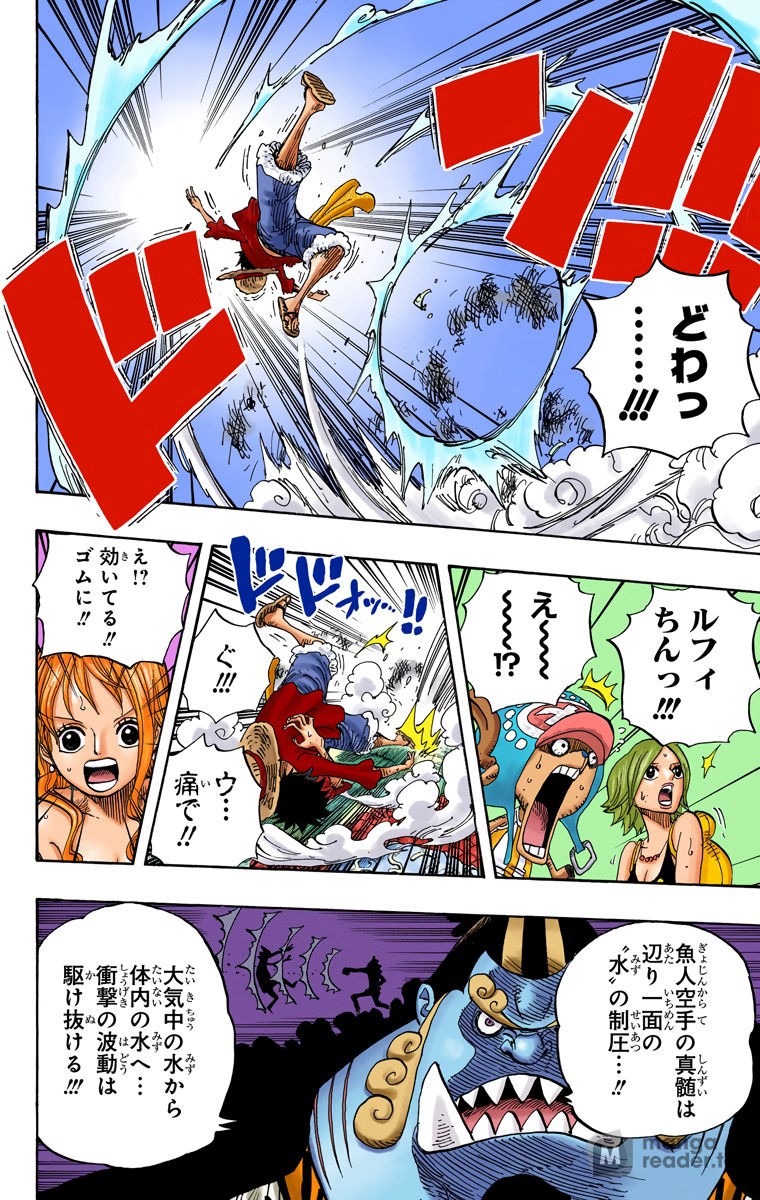 ドン!!!!
どわっ
……!!!
ルフィ
ちんっ!!!
え〜〜
〜〜!?
ドドォッ…!!
ぐ!!!
ウ…
痛で!!
え!?
効いてる!!
ゴムに!!
魚人空手の真髄は
辺り一面の
〝水〟の制圧…!!
大気中の水から
体内の水へ…
衝撃の波動は
駆け抜ける!!!
manga
reader.to